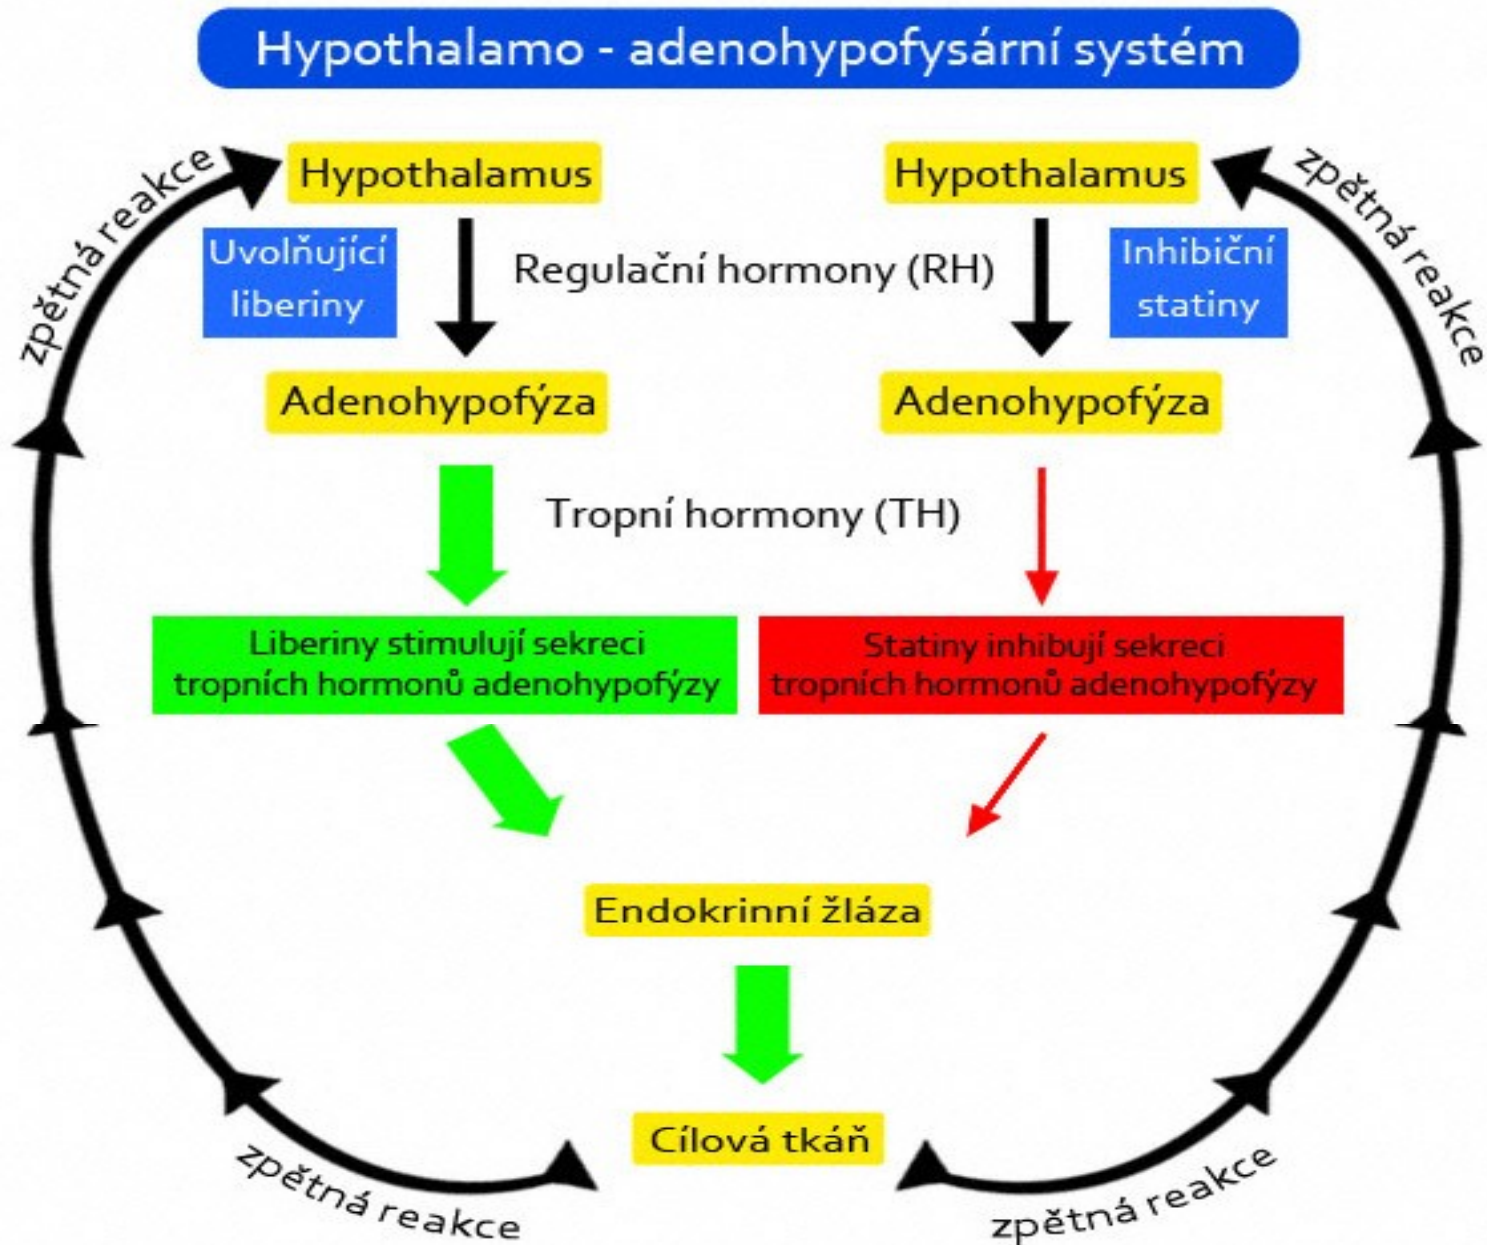 Hypothalamo - adenohypofysární systém
zpětná reakce
Hypothalamus
Hypothalamus
zpětná reakce
Uvolňující
liberiny
Regulační hormony (RH)
Inhibiční
statiny
Adenohypofýza
Adenohypofýza
Tropní hormony (TH)
Liberiny stimulují sekreci
tropních hormonů adenohypofýzy
Statiny inhibují sekreci
tropních hormonů adenohypofýzy
Endokrinní žláza
Cílová tkáň
zpětná reakce
zpětná reakce